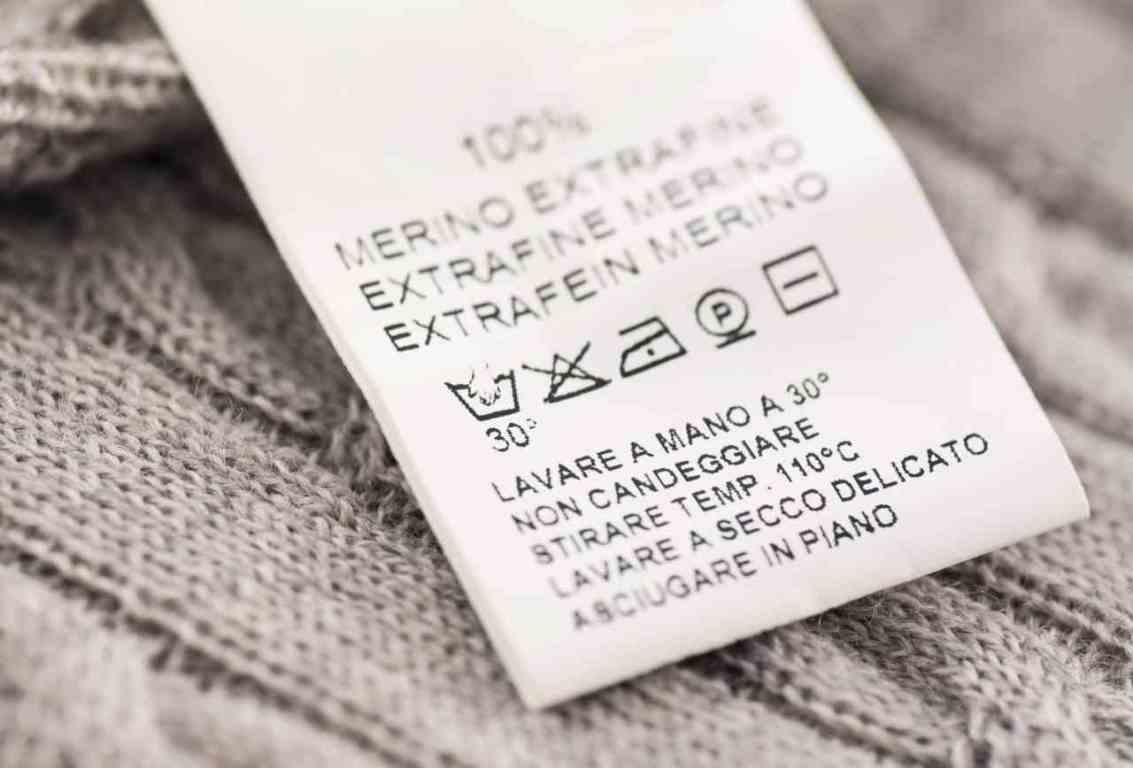 100%
MERINO EXTRAFINE
EXTRAFINE MERINO
EXTRAFEIN MERINO
P
30°
LAVARE A MANO A 30°
NON CANDEGGIARE
STIRARE TEMP. 110°C
LAVARE A SECCO DELICATO
ASCIUGARE IN PIANO